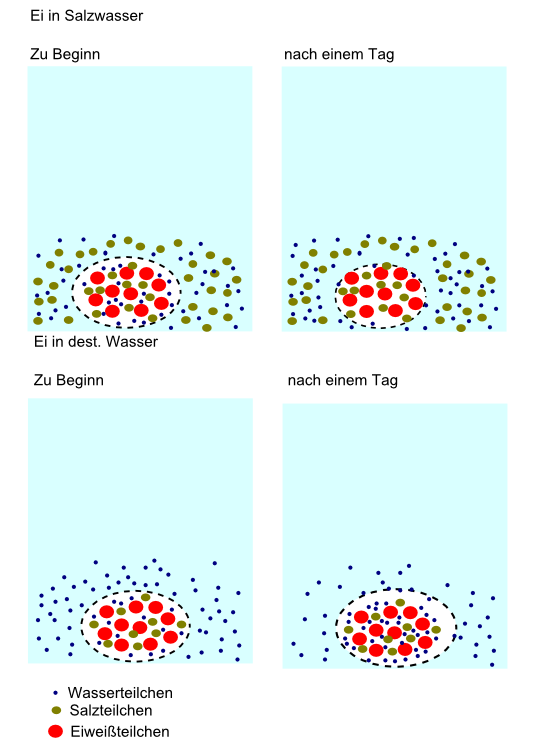 Ei in Salzwasser
Zu Beginn
nach einem Tag
Ei in dest. Wasser
Zu Beginn
nach einem Tag
Wasserteilchen
Salzteilchen
Eiweißteilchen